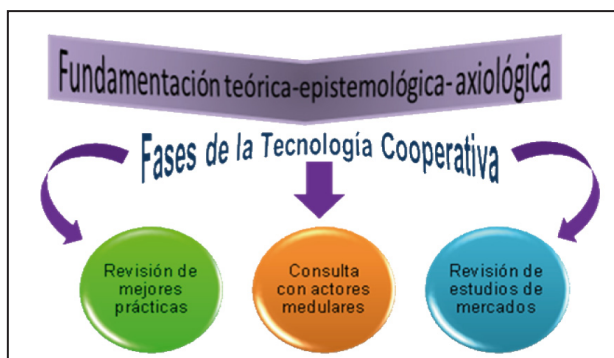 Fundamentación teórica-epistemológica- axiológica
Fases de la Tecnología Cooperativa
Revisión de
mejores
prácticas
Consulta
con actores
medulares
Revisión de
estudios de
mercados